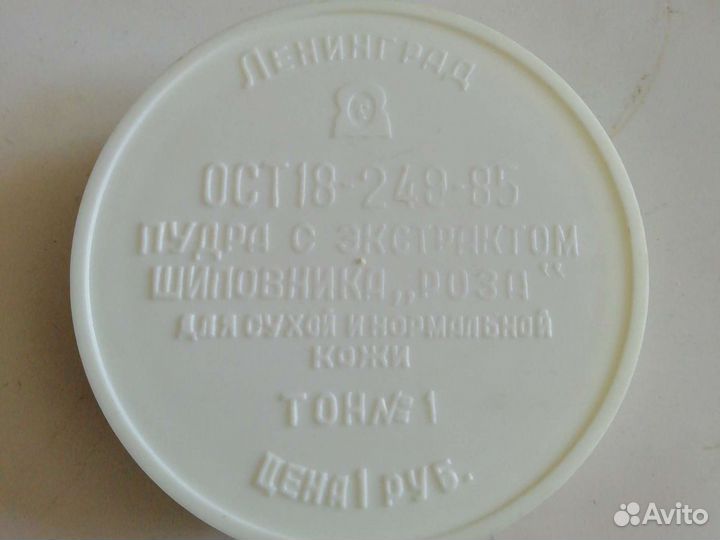 Ленинград
ОСТ18-249-85
ПУДРА С ЭКСТРАКТОМ
ШИПОВНИКА „РОЗА“
ДЛЯ СУХОЙ И НОРМАЛЬНОЙ
КОЖИ
ТОН № 1
ЦЕНА 1 РУБ.
Avito